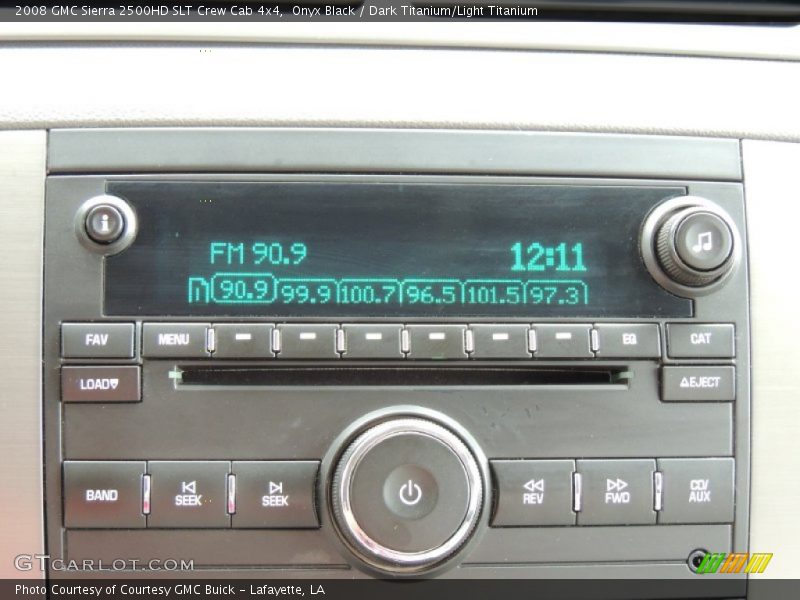 2008 GMC Sierra 2500HD SLT Crew Cab 4x4,  Onyx Black / Dark Titanium/Light Titanium
i
FM 90.9 12:11
90.9 99.9 100.7 96.5 101.5 97.3
FAV MENU EQ CAT
LOAD EJECT
BAND SEEK SEEK REV FWD CD/AUX
GTCARLOT.COM
Photo Courtesy of Courtesy GMC Buick - Lafayette, LA